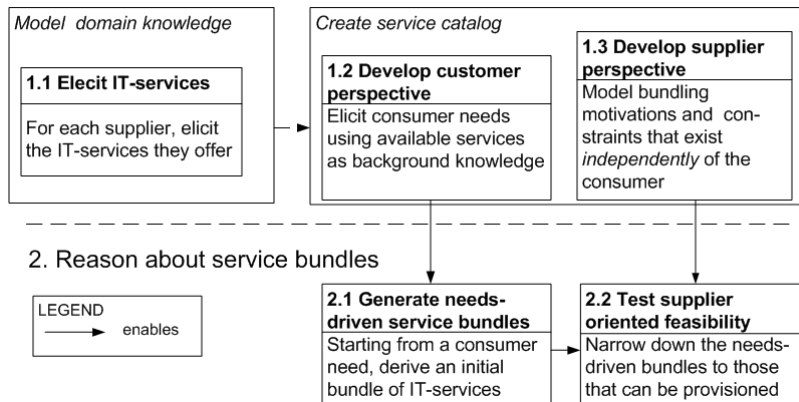 Model domain knowledge
1.1 Elecit IT-services
For each supplier, elicit
the IT-services they offer
Create service catalog
1.2 Develop customer
perspective
Elicit consumer needs
using available services
as background knowledge
1.3 Develop supplier
perspective
Model bundling
motivations and con-
straints that exist
independently of the
consumer
2. Reason about service bundles
LEGEND
enables
2.1 Generate needs-
driven service bundles
Starting from a consumer
need, derive an initial
bundle of IT-services
2.2 Test supplier
oriented feasibility
Narrow down the needs-
driven bundles to those
that can be provisioned